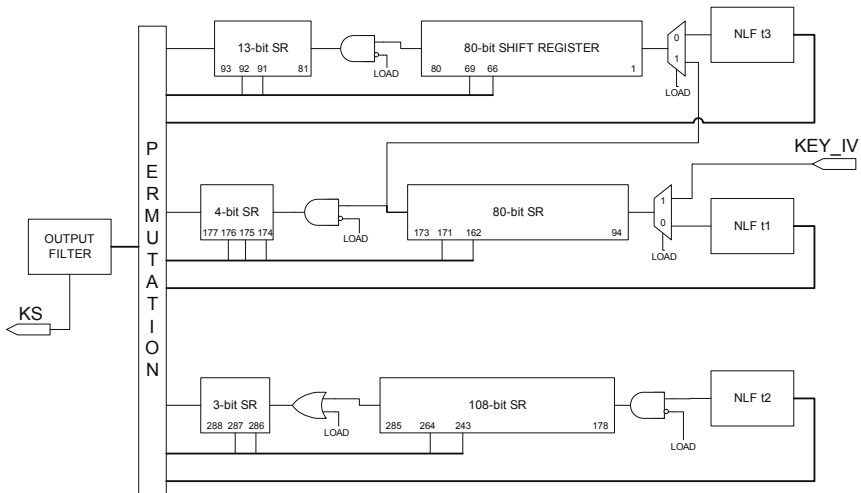 13-bit SR
93 92 91 81
LOAD
80-bit SHIFT REGISTER
80 69 66 1
0
1
LOAD
NLF t3
KEY_IV
PERMUTATION
4-bit SR
177 176 175 174
LOAD
80-bit SR
173 171 162 94
1
0
LOAD
NLF t1
OUTPUT
FILTER
KS
3-bit SR
288 287 286
LOAD
108-bit SR
285 264 243 178
LOAD
NLF t2